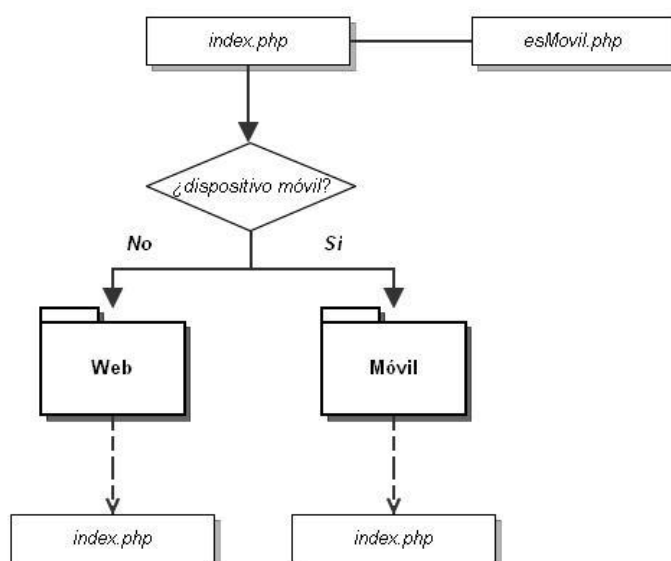 index.php
esMovil.php
¿dispositivo móvil?
No
Si
Web
Móvil
index.php
index.php